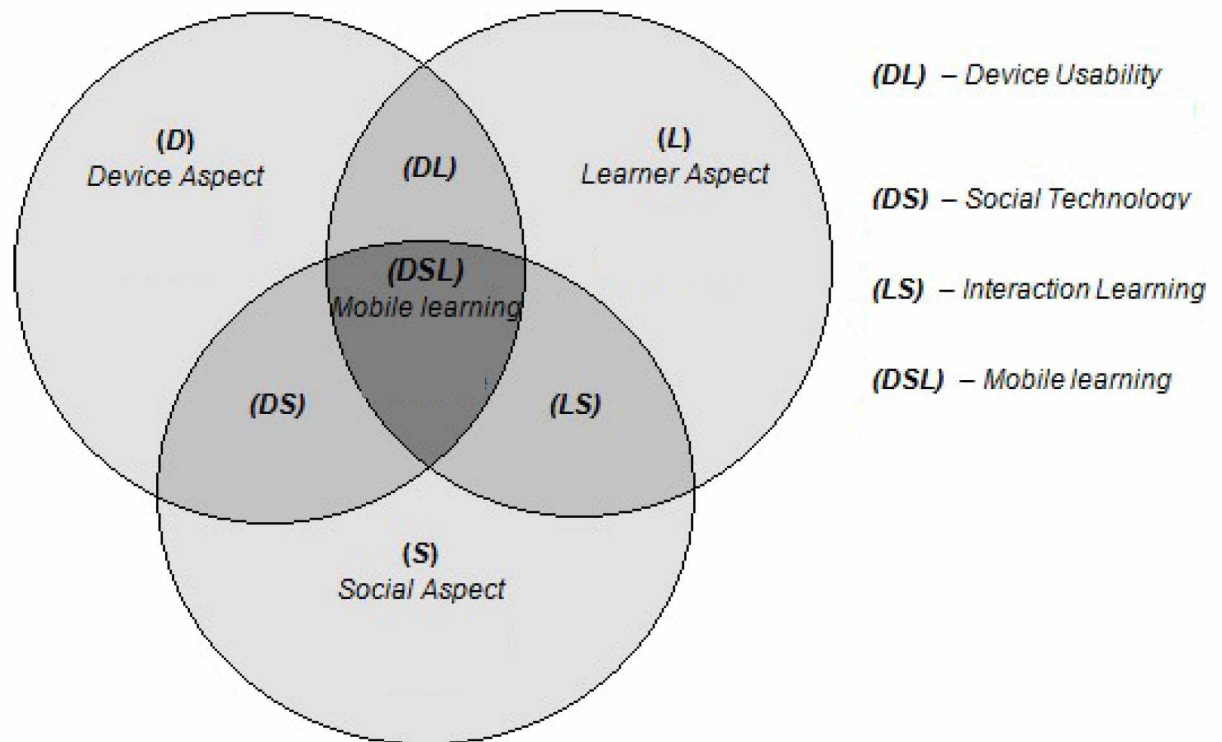 (D)
Device Aspect
(DL)
(L)
Learner Aspect
(DSL)
Mobile learning
(DS)
(LS)
(S)
Social Aspect
(DL) – Device Usability
(DS) – Social Technology
(LS) – Interaction Learning
(DSL) – Mobile learning